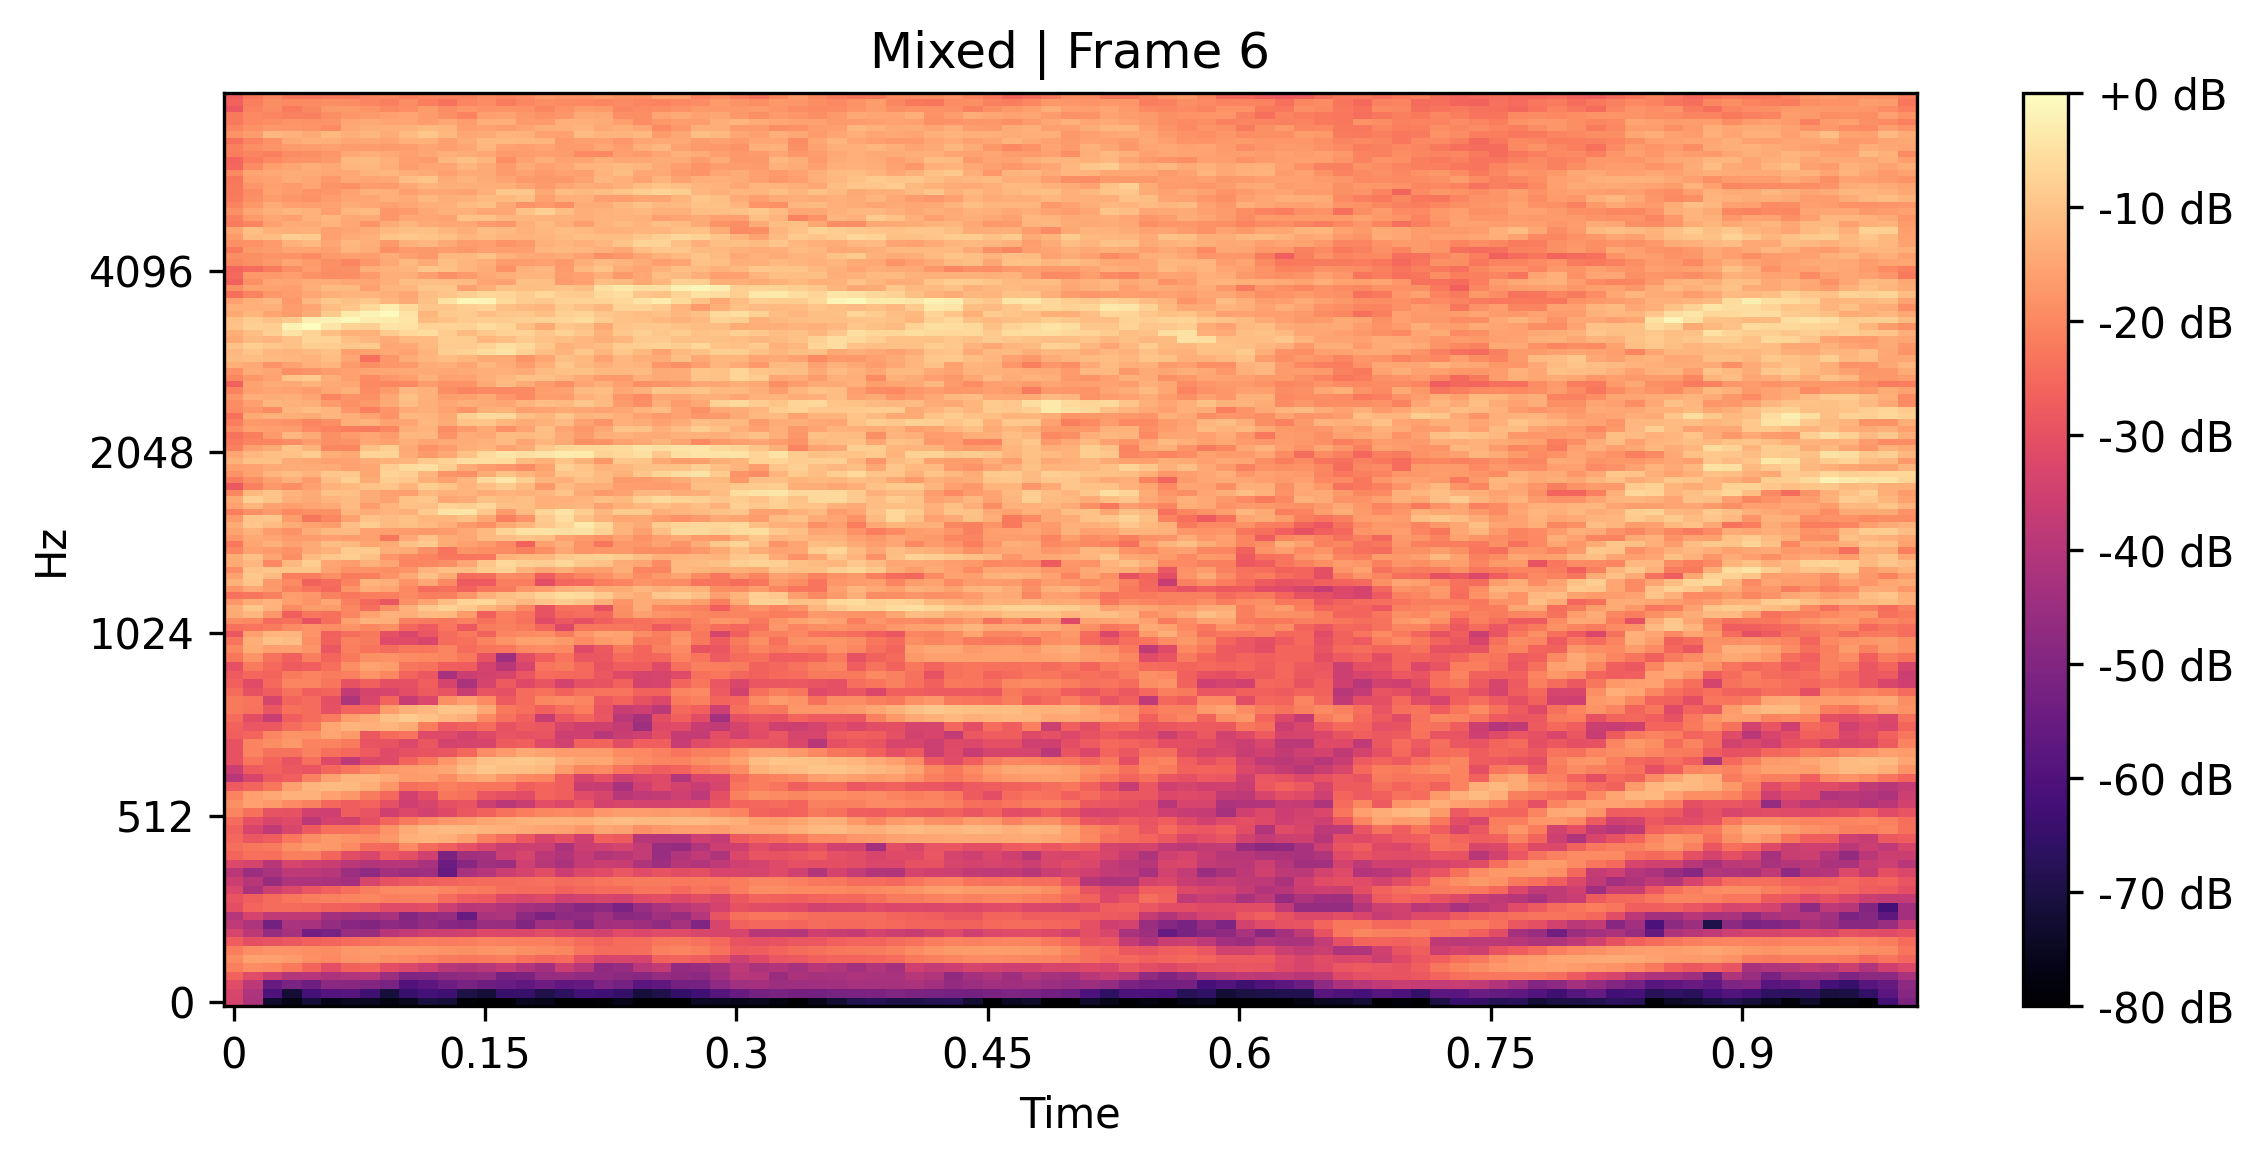 Mixed | Frame 6
Hz
4096
2048
1024
512
0
0 0.15 0.3 0.45 0.6 0.75 0.9
Time
+0 dB
-10 dB
-20 dB
-30 dB
-40 dB
-50 dB
-60 dB
-70 dB
-80 dB